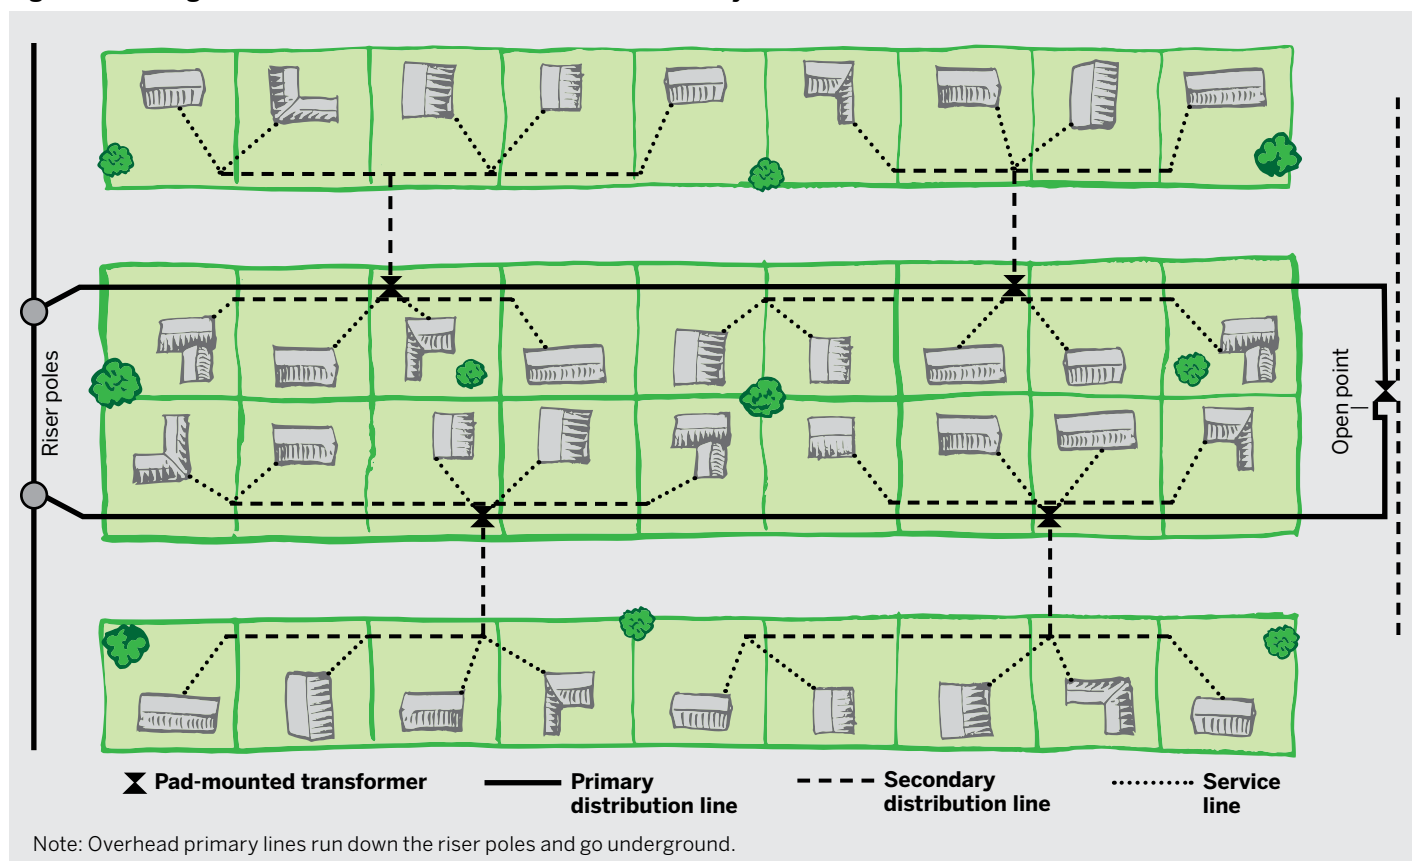 Riser poles
Open point
Pad-mounted transformer
Primary
distribution line
Secondary
distribution line
Service
line
Note: Overhead primary lines run down the riser poles and go underground.